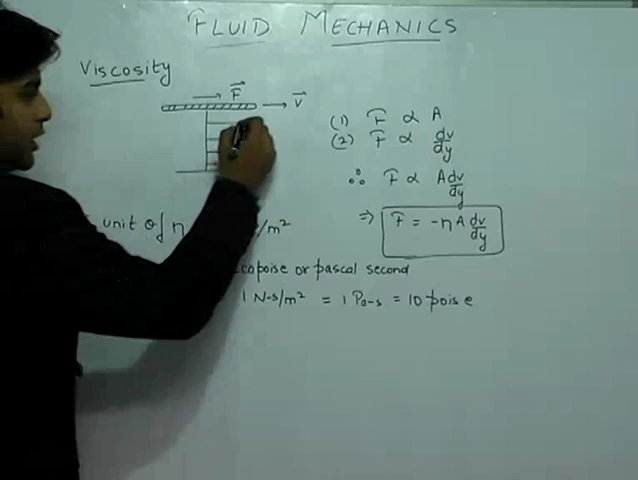 FLUID MECHANICS
Viscosity
F⃗
v⃗
(1) F ∝ A
(2) F ∝ dv/dy
∴ F ∝ A dv/dy
⇒ F = -η A dv/dy
unit of η /m²
poise or pascal second
1 N-s/m² = 1 Pa-s = 10 poise